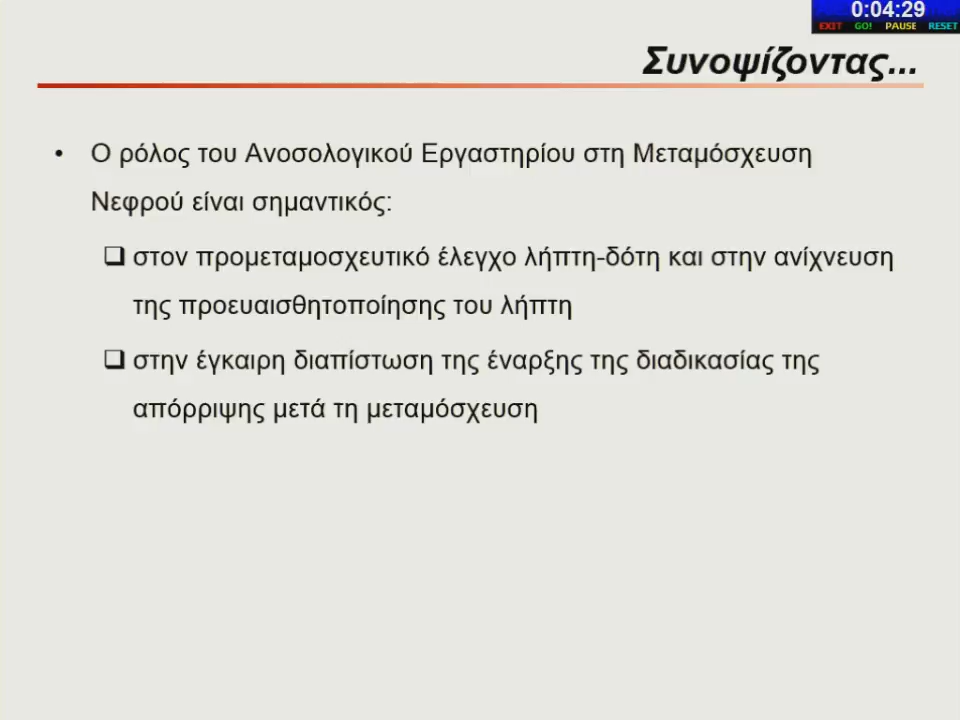 0:04:29
EXIT GO! PAUSE RESET
Συνοψίζοντας...
• Ο ρόλος του Ανοσολογικού Εργαστηρίου στη Μεταμόσχευση
Νεφρού είναι σημαντικός:
❑ στον προμεταμοσχευτικό έλεγχο λήπτη-δότη και στην ανίχνευση
της προευαισθητοποίησης του λήπτη
❑ στην έγκαιρη διαπίστωση της έναρξης της διαδικασίας της
απόρριψης μετά τη μεταμόσχευση